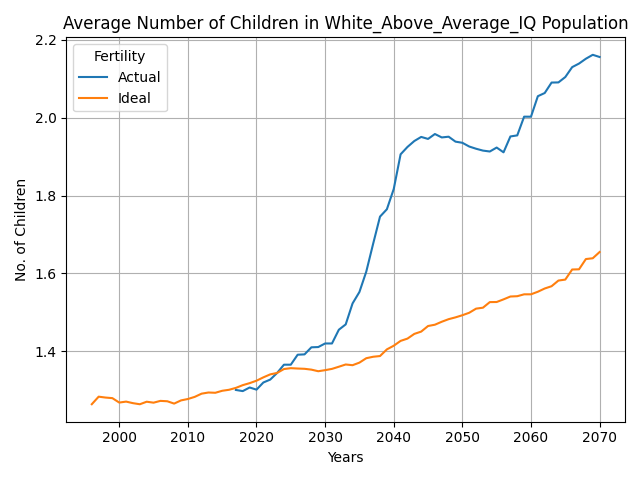 Average Number of Children in White_Above_Average_IQ Population
Fertility
Actual
Ideal
No. of Children
2.2
2.0
1.8
1.6
1.4
2000 2010 2020 2030 2040 2050 2060 2070
Years